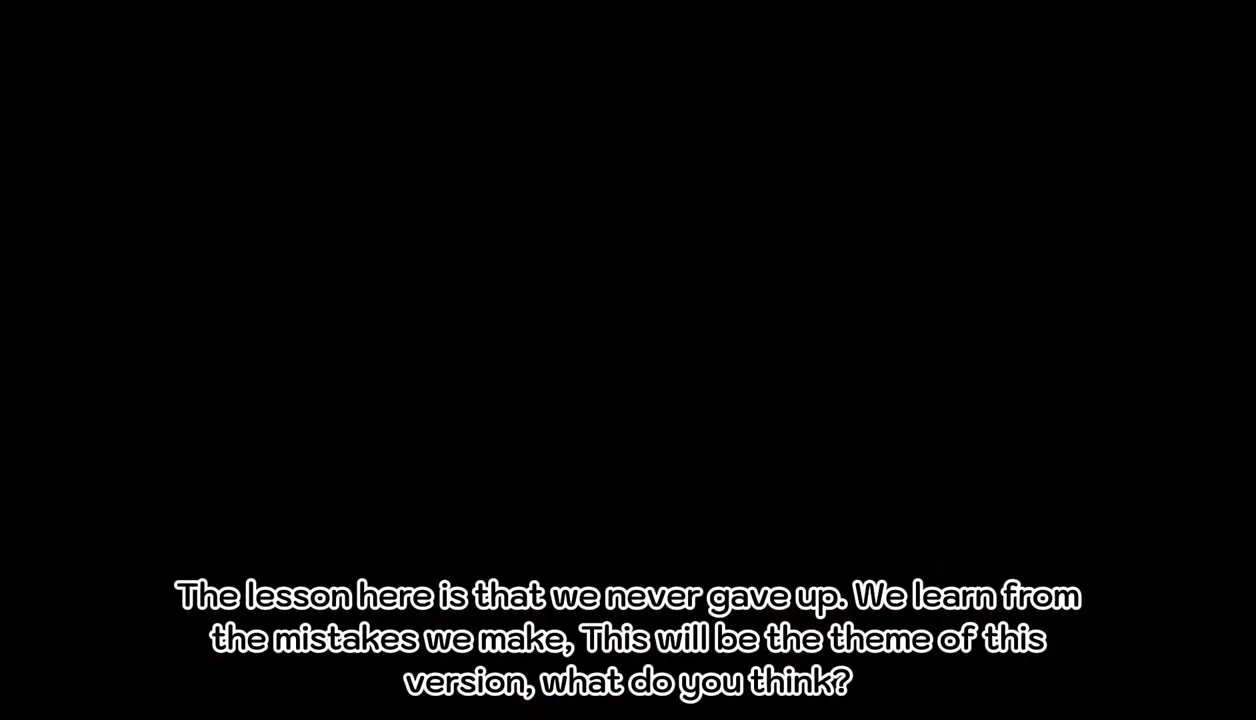 The lesson here is that we never gave up. We learn from
the mistakes we make, This will be the theme of this
version, what do you think?